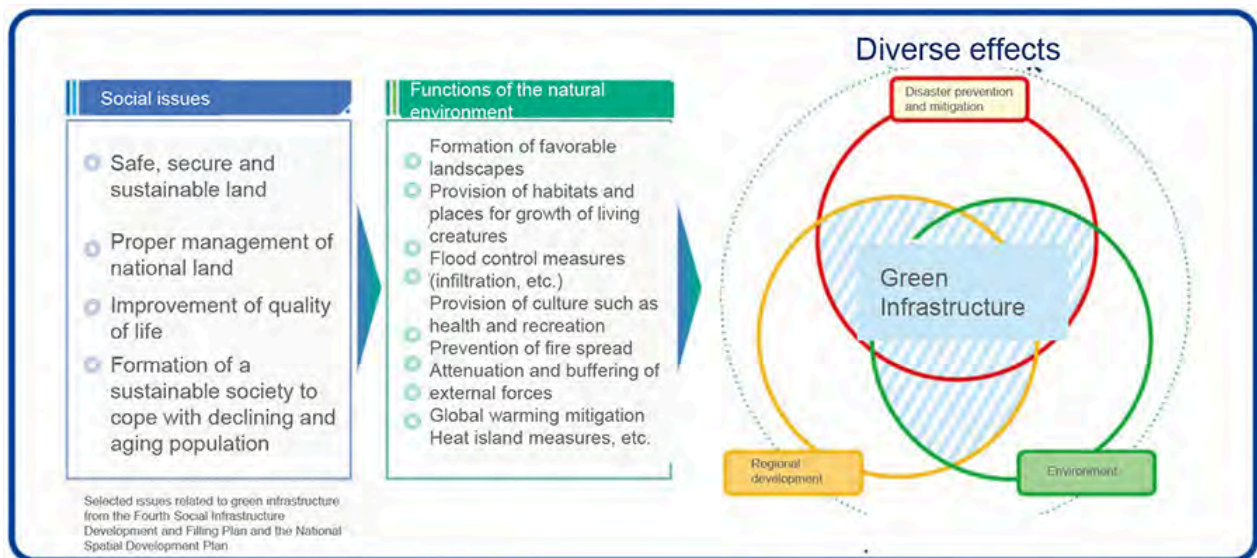 Diverse effects
Social issues
Safe, secure and
sustainable land
Proper management of
national land
Improvement of quality
of life
Formation of a
sustainable society to
cope with declining and
aging population
Selected issues related to green infrastructure
from the Fourth Social Infrastructure
Development and Filling Plan and the National
Spatial Development Plan
Functions of the natural
environment
Formation of favorable
landscapes
Provision of habitats and
places for growth of living
creatures
Flood control measures
(infiltration, etc.)
Provision of culture such as
health and recreation
Prevention of fire spread
Attenuation and buffering of
external forces
Global warming mitigation
Heat island measures, etc.
Disaster prevention
and mitigation
Green
Infrastructure
Regional
development
Environment